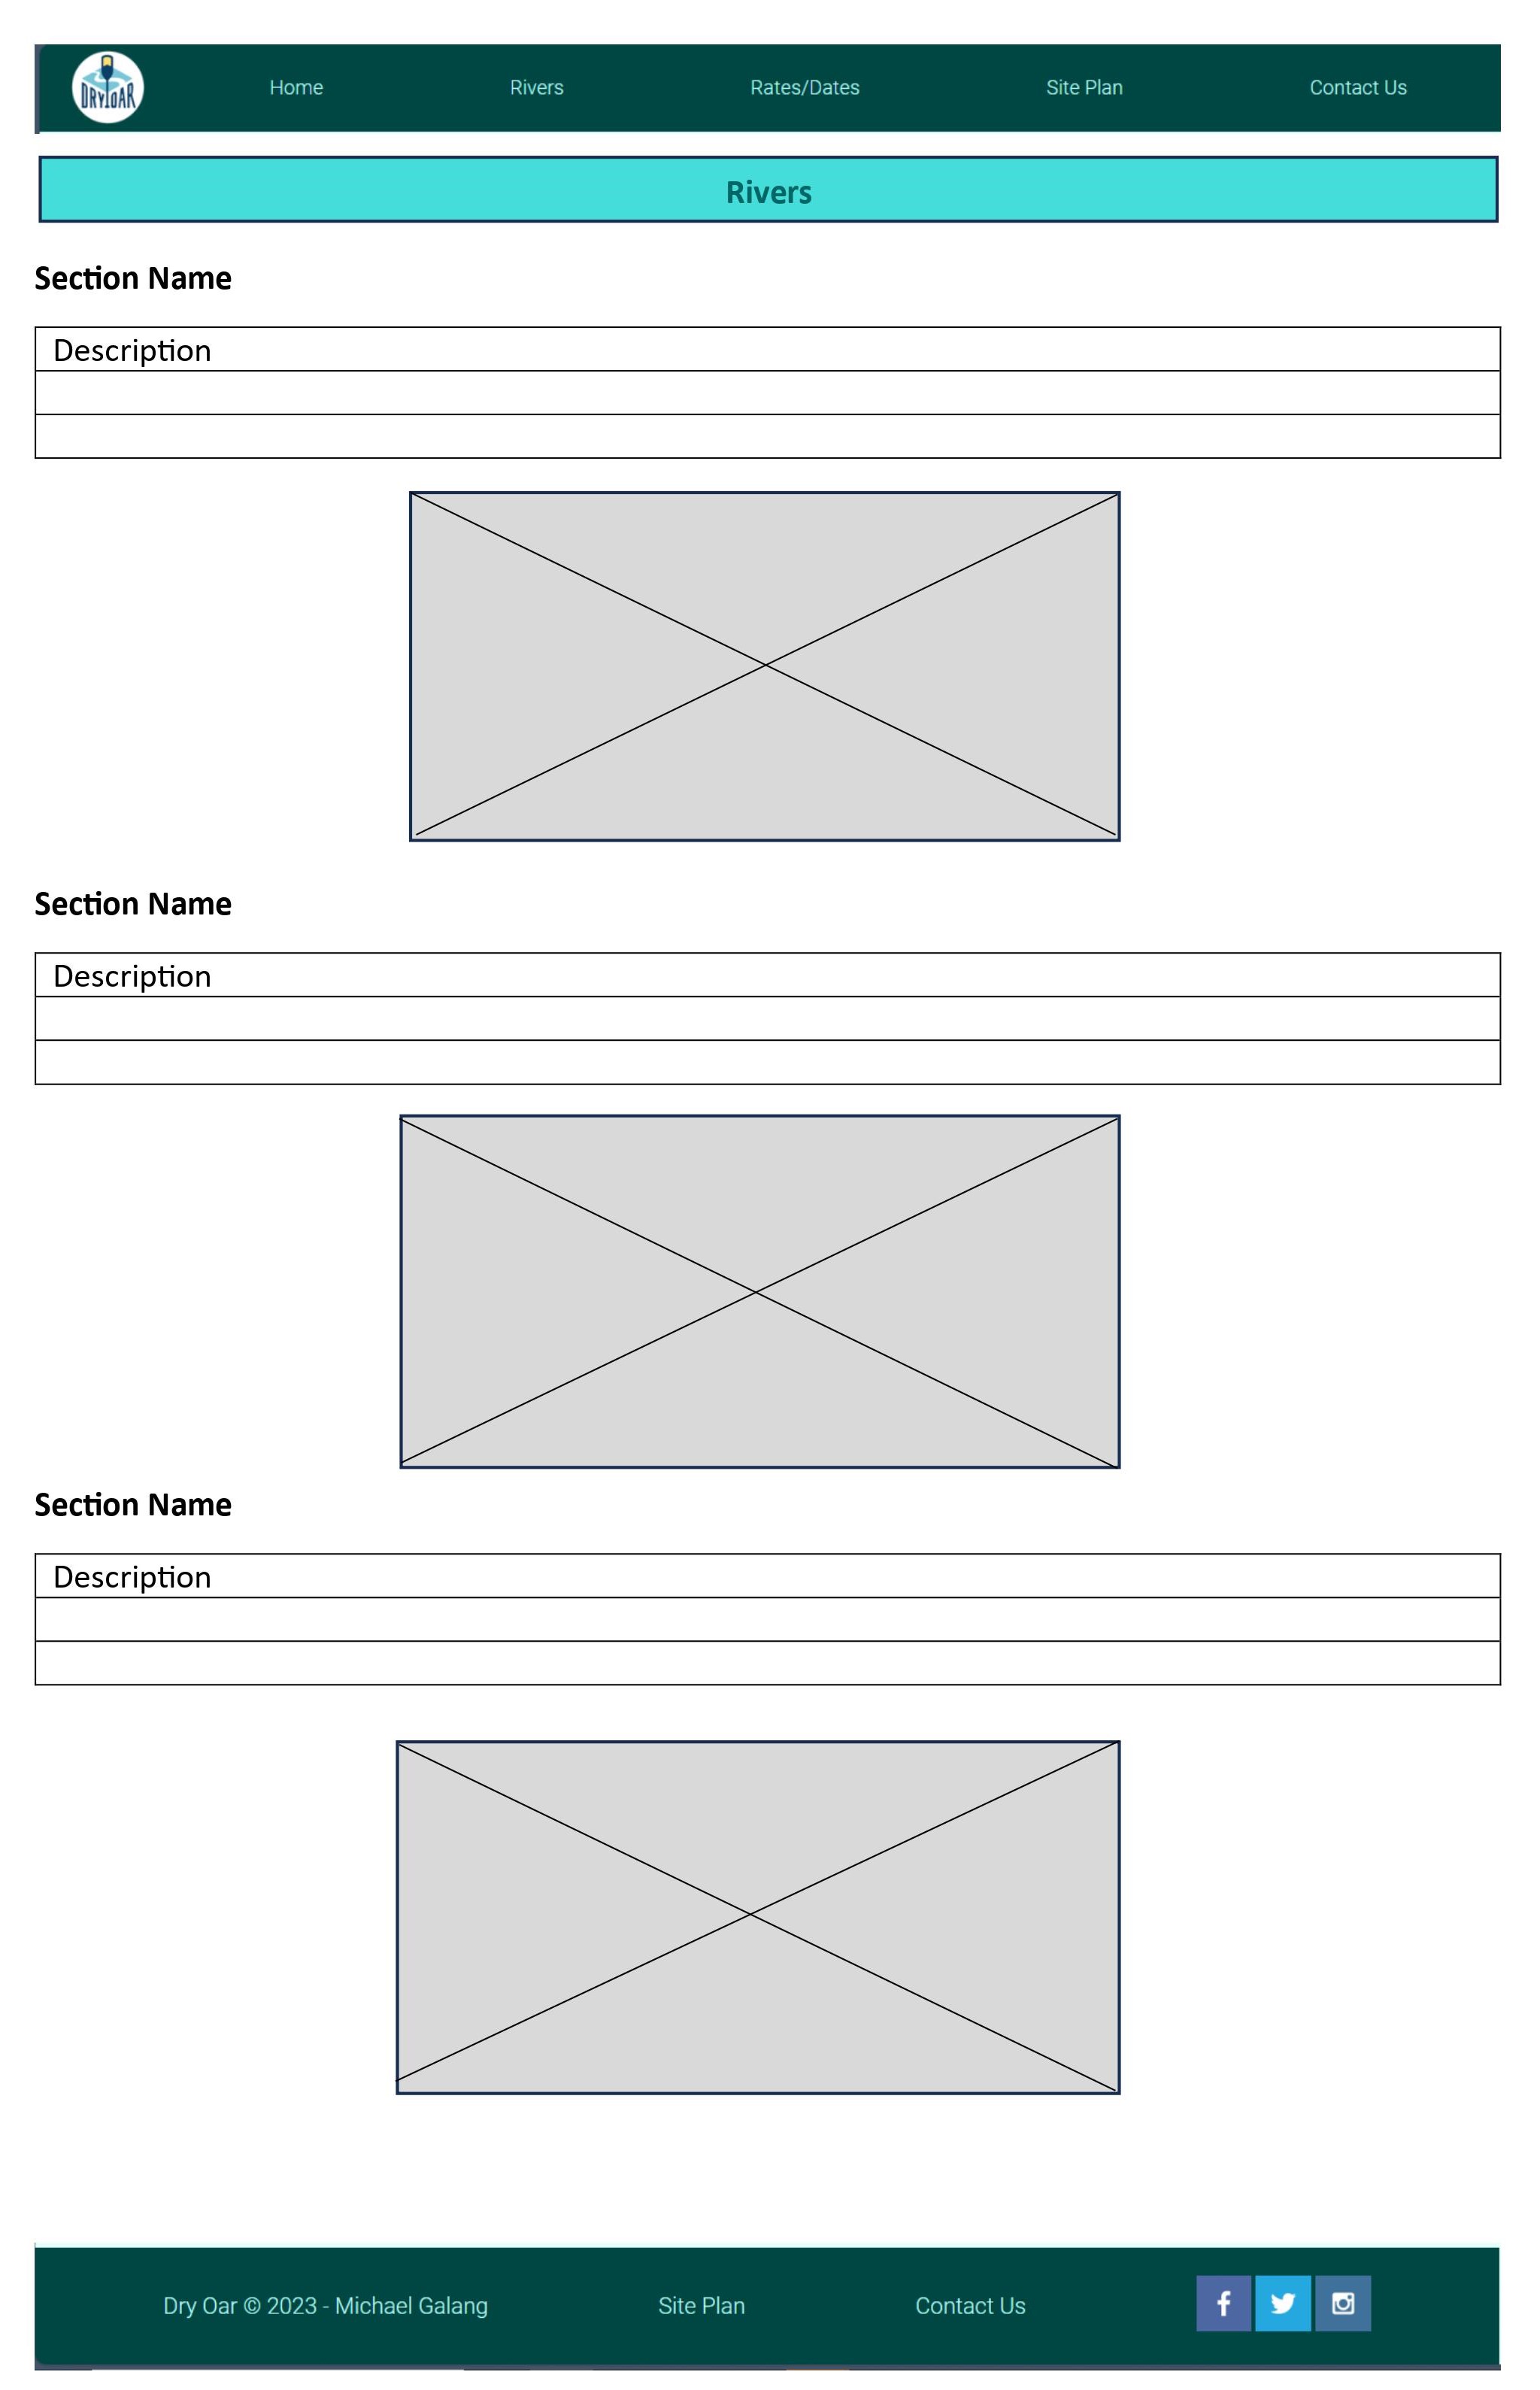 DRY OAR
Home Rivers Rates/Dates Site Plan Contact Us
Rivers
Section Name
Description
Section Name
Description
Section Name
Description
Dry Oar © 2023 - Michael Galang Site Plan Contact Us